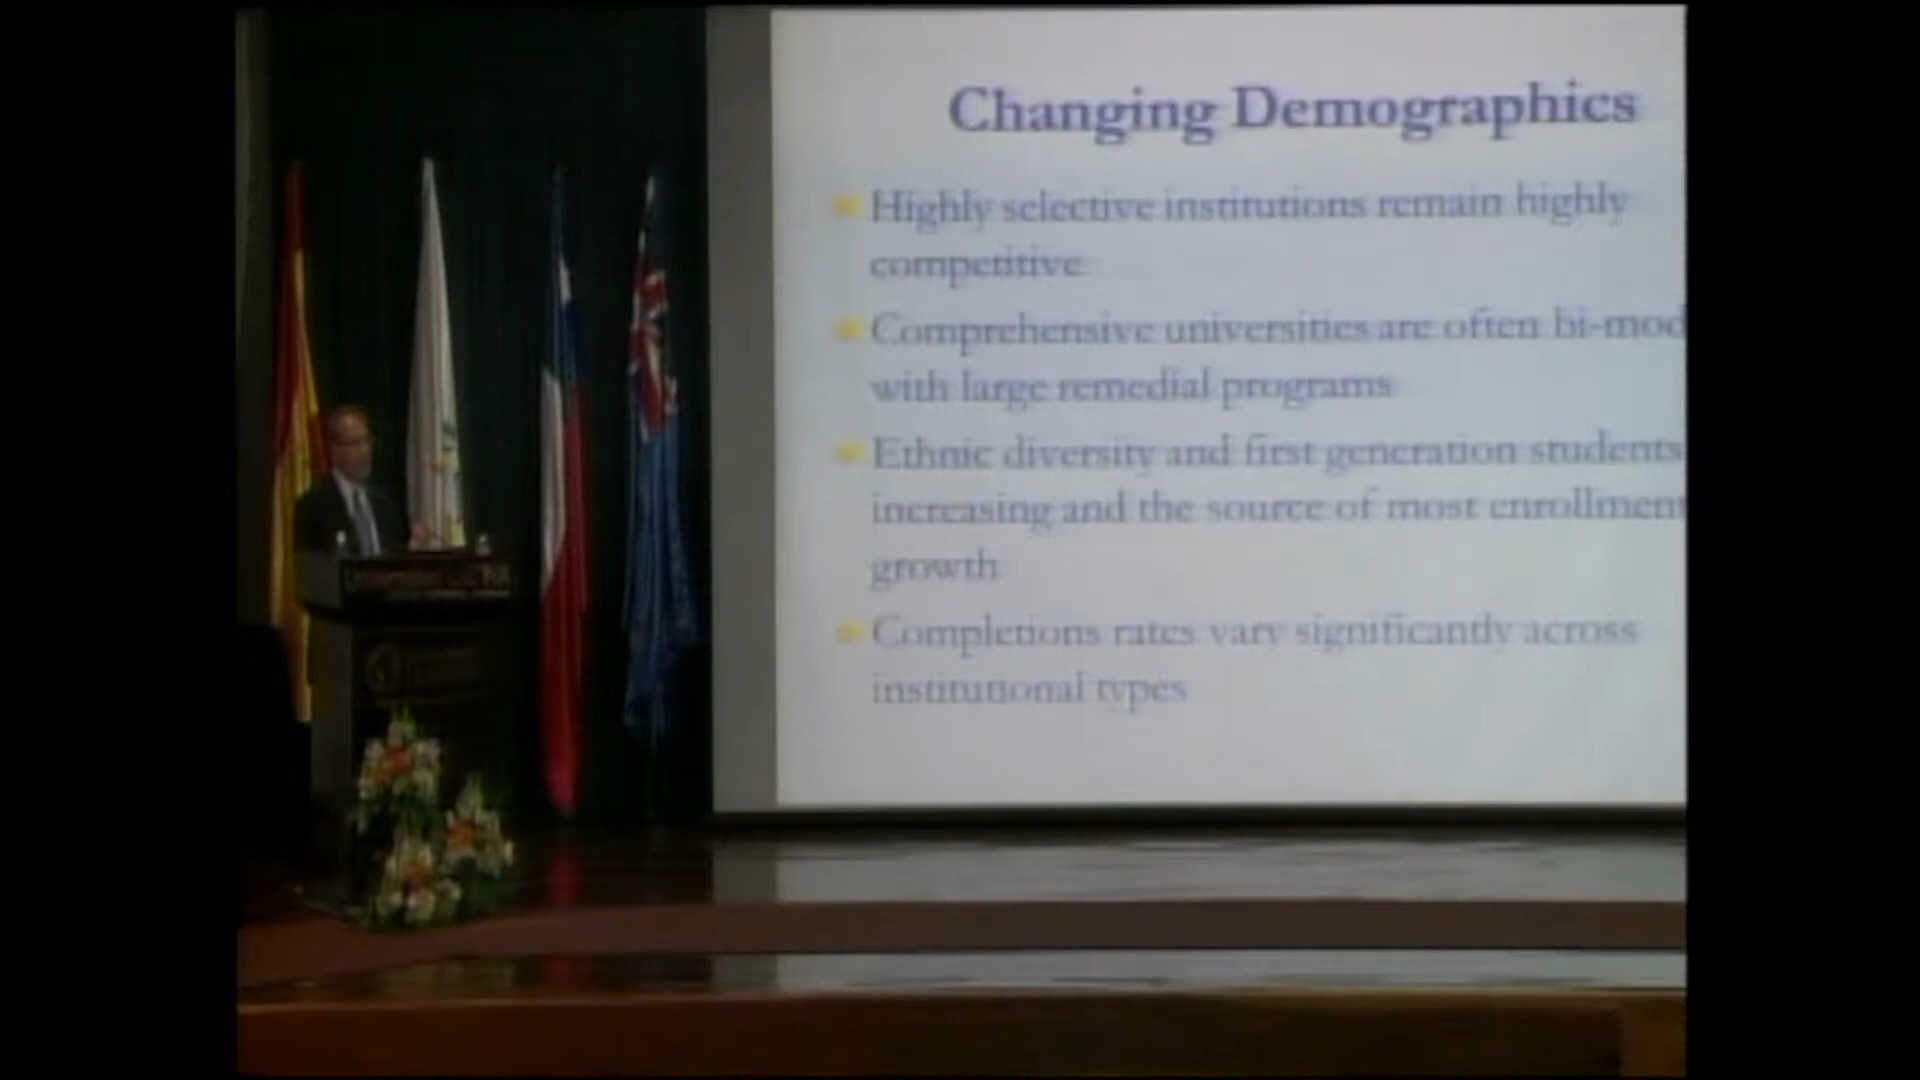 Changing Demographics
Highly selective institutions remain highly
competitive
Comprehensive universities are often bi-mod
with large remedial programs
Ethnic diversity and first generation students
increasing and the source of most enrollment
growth
Completions rates vary significantly across
institutional types